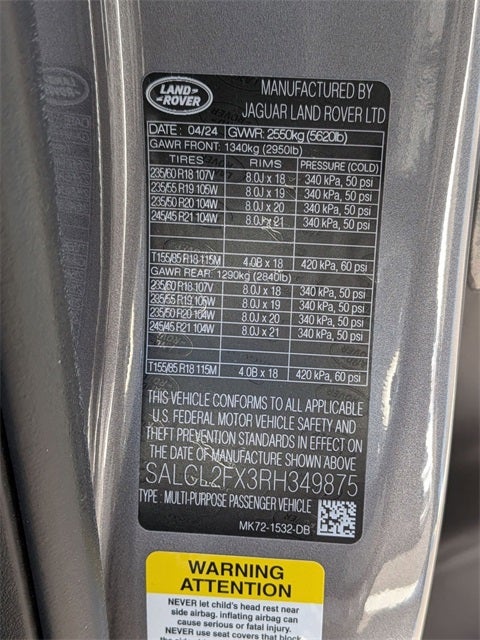 LAND ROVER
MANUFACTURED BY
JAGUAR LAND ROVER LTD
DATE: 04/24 GVWR: 2550kg (5620lb)
GAWR FRONT: 1340kg (2950lb)
TIRES RIMS PRESSURE (COLD)
235/60 R18 107V 8.0J x 18 340 kPa, 50 psi
235/55 R19 105W 8.0J x 19 340 kPa, 50 psi
235/50 R20 104W 8.0J x 20 340 kPa, 50 psi
245/45 R21 104W 8.0J x 21 340 kPa, 50 psi
T155/85 R18 115M 4.0B x 18 420 kPa, 60 psi
GAWR REAR: 1290kg (2840lb)
235/60 R18 107V 8.0J x 18 340 kPa, 50 psi
235/55 R19 105W 8.0J x 19 340 kPa, 50 psi
235/50 R20 104W 8.0J x 20 340 kPa, 50 psi
245/45 R21 104W 8.0J x 21 340 kPa, 50 psi
T155/85 R18 115M 4.0B x 18 420 kPa, 60 psi
THIS VEHICLE CONFORMS TO ALL APPLICABLE
U.S. FEDERAL MOTOR VEHICLE SAFETY AND
THEFT PREVENTION STANDARDS IN EFFECT ON
THE DATE OF MANUFACTURE SHOWN ABOVE
SALGL2FX3RH349875
TYPE: MULTI-PURPOSE PASSENGER VEHICLE
MK72-1532-DB
WARNING
ATTENTION
NEVER let child's head rest near
side airbag. inflating airbag can
cause serious or fatal injury.
NEVER use seat covers that block